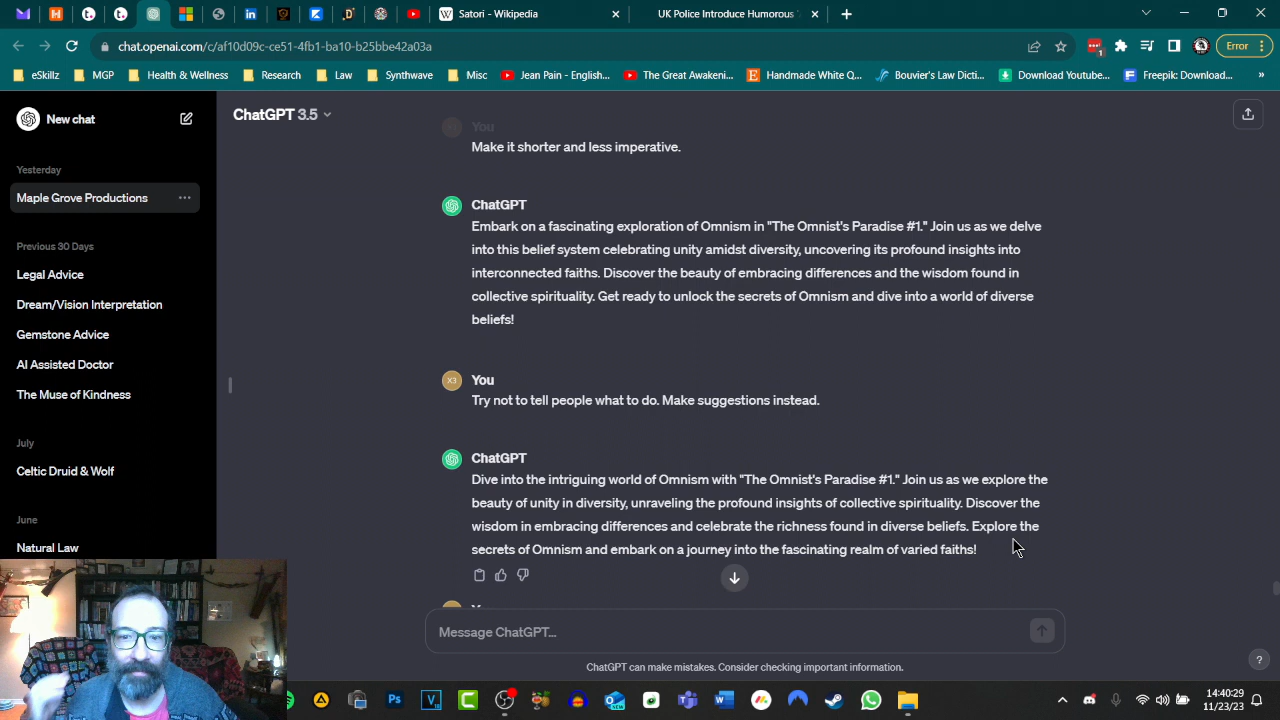 Satori - Wikipedia
UK Police Introduce Humorous
chat.openai.com/c/af10d09c-ce51-4fb1-ba10-b25bbe42a03a
Error
eSkillz MGP Health & Wellness Research Law Synthwave Misc Jean Pain - English... The Great Awakeni... Handmade White Q... Bouvier's Law Dicti... Download Youtube... Freepik: Download...
New chat
ChatGPT 3.5
Yesterday
Maple Grove Productions
Previous 30 Days
Legal Advice
Dream/Vision Interpretation
Gemstone Advice
AI Assisted Doctor
The Muse of Kindness
July
Celtic Druid & Wolf
June
Natural Law
You
Make it shorter and less imperative.
ChatGPT
Embark on a fascinating exploration of Omnism in "The Omnist's Paradise #1." Join us as we delve
into this belief system celebrating unity amidst diversity, uncovering its profound insights into
interconnected faiths. Discover the beauty of embracing differences and the wisdom found in
collective spirituality. Get ready to unlock the secrets of Omnism and dive into a world of diverse
beliefs!
X3
You
Try not to tell people what to do. Make suggestions instead.
ChatGPT
Dive into the intriguing world of Omnism with "The Omnist's Paradise #1." Join us as we explore the
beauty of unity in diversity, unraveling the profound insights of collective spirituality. Discover the
wisdom in embracing differences and celebrate the richness found in diverse beliefs. Explore the
secrets of Omnism and embark on a journey into the fascinating realm of varied faiths!
Message ChatGPT...
ChatGPT can make mistakes. Consider checking important information.
?
14:40:29
11/23/23